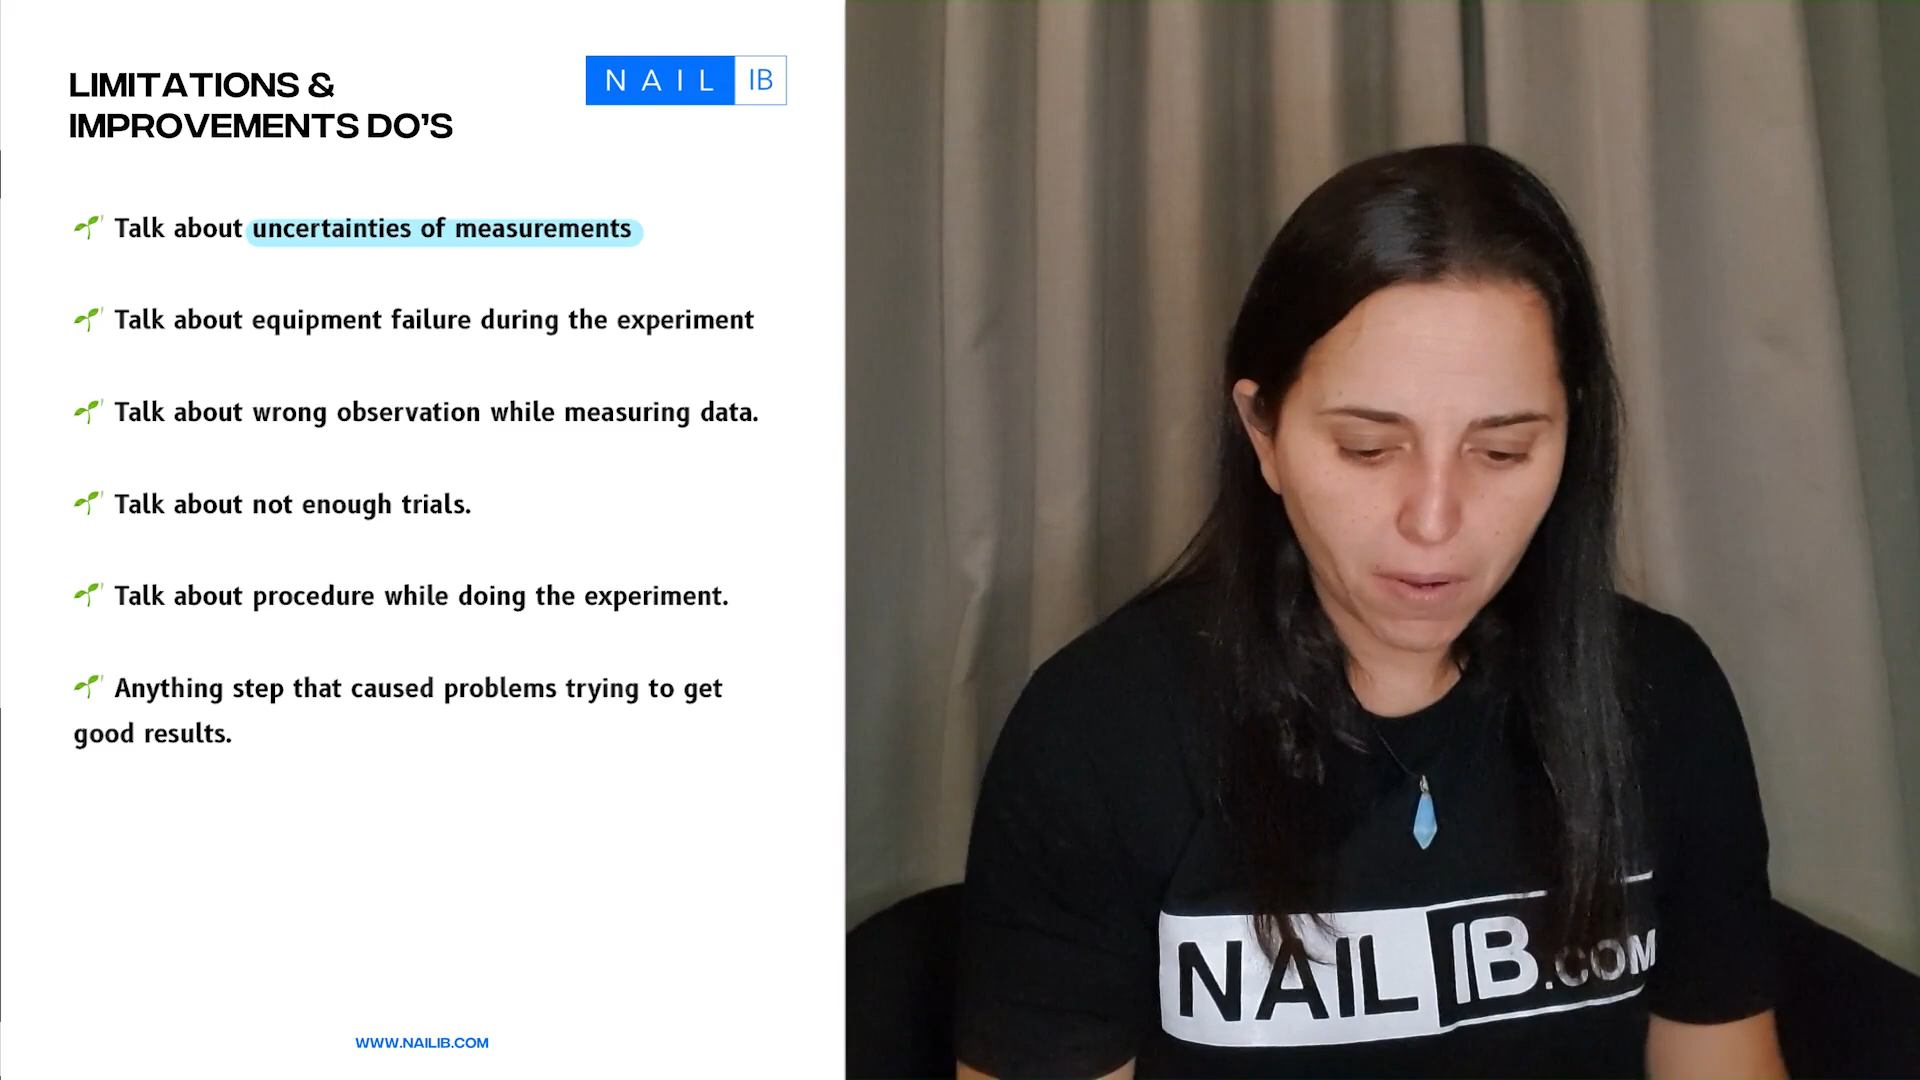 LIMITATIONS &
IMPROVEMENTS DO'S
NAIL IB
Talk about uncertainties of measurements
Talk about equipment failure during the experiment
Talk about wrong observation while measuring data.
Talk about not enough trials.
Talk about procedure while doing the experiment.
Anything step that caused problems trying to get
good results.
WWW.NAILIB.COM
NAIL IB.COM